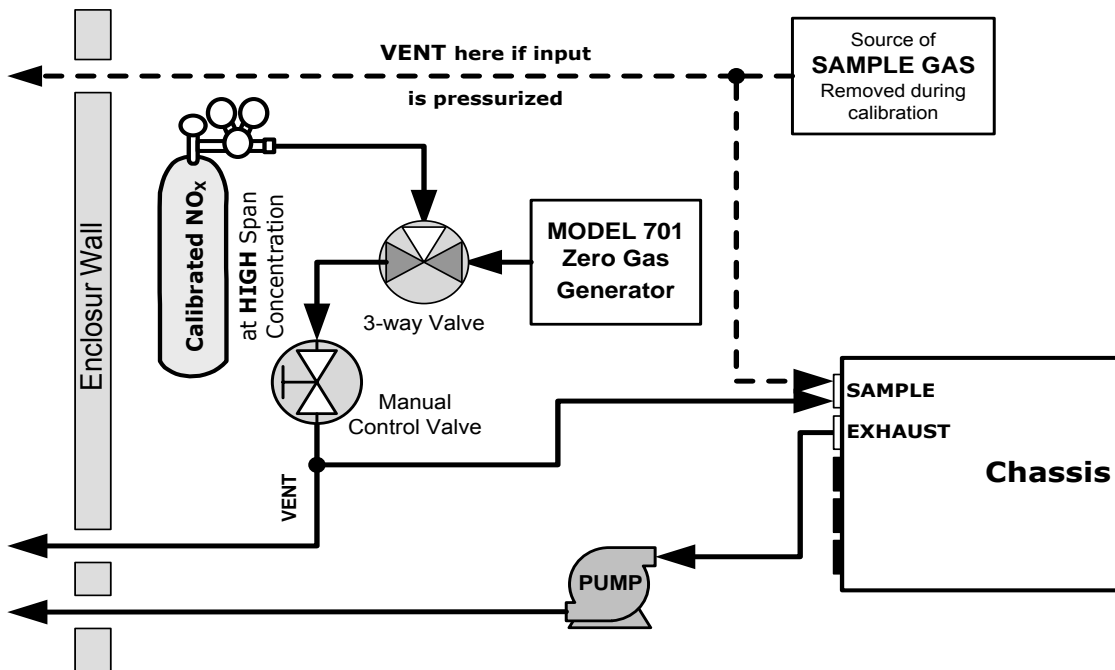 VENT here if input
is pressurized
Source of
SAMPLE GAS
Removed during
calibration
Enclosur Wall
Calibrated NOx
at HIGH Span
Concentration
MODEL 701
Zero Gas
Generator
3-way Valve
Manual
Control Valve
VENT
SAMPLE
EXHAUST
Chassis
PUMP